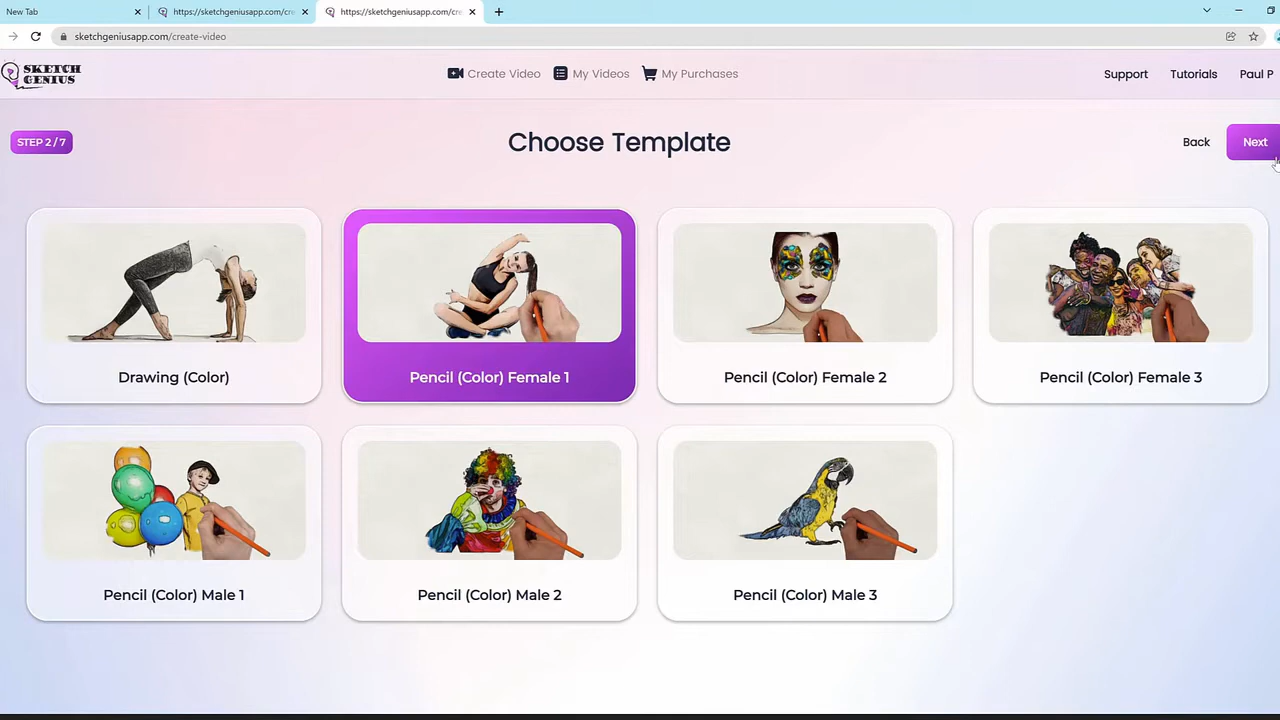 New Tab
https://sketchgeniusapp.com/cre
https://sketchgeniusapp.com/cre
sketchgeniusapp.com/create-video
SKETCH
GENIUS
Create Video
My Videos
My Purchases
Support
Tutorials
Paul P
STEP 2 / 7
Choose Template
Back
Next
Drawing (Color)
Pencil (Color) Female 1
Pencil (Color) Female 2
Pencil (Color) Female 3
Pencil (Color) Male 1
Pencil (Color) Male 2
Pencil (Color) Male 3